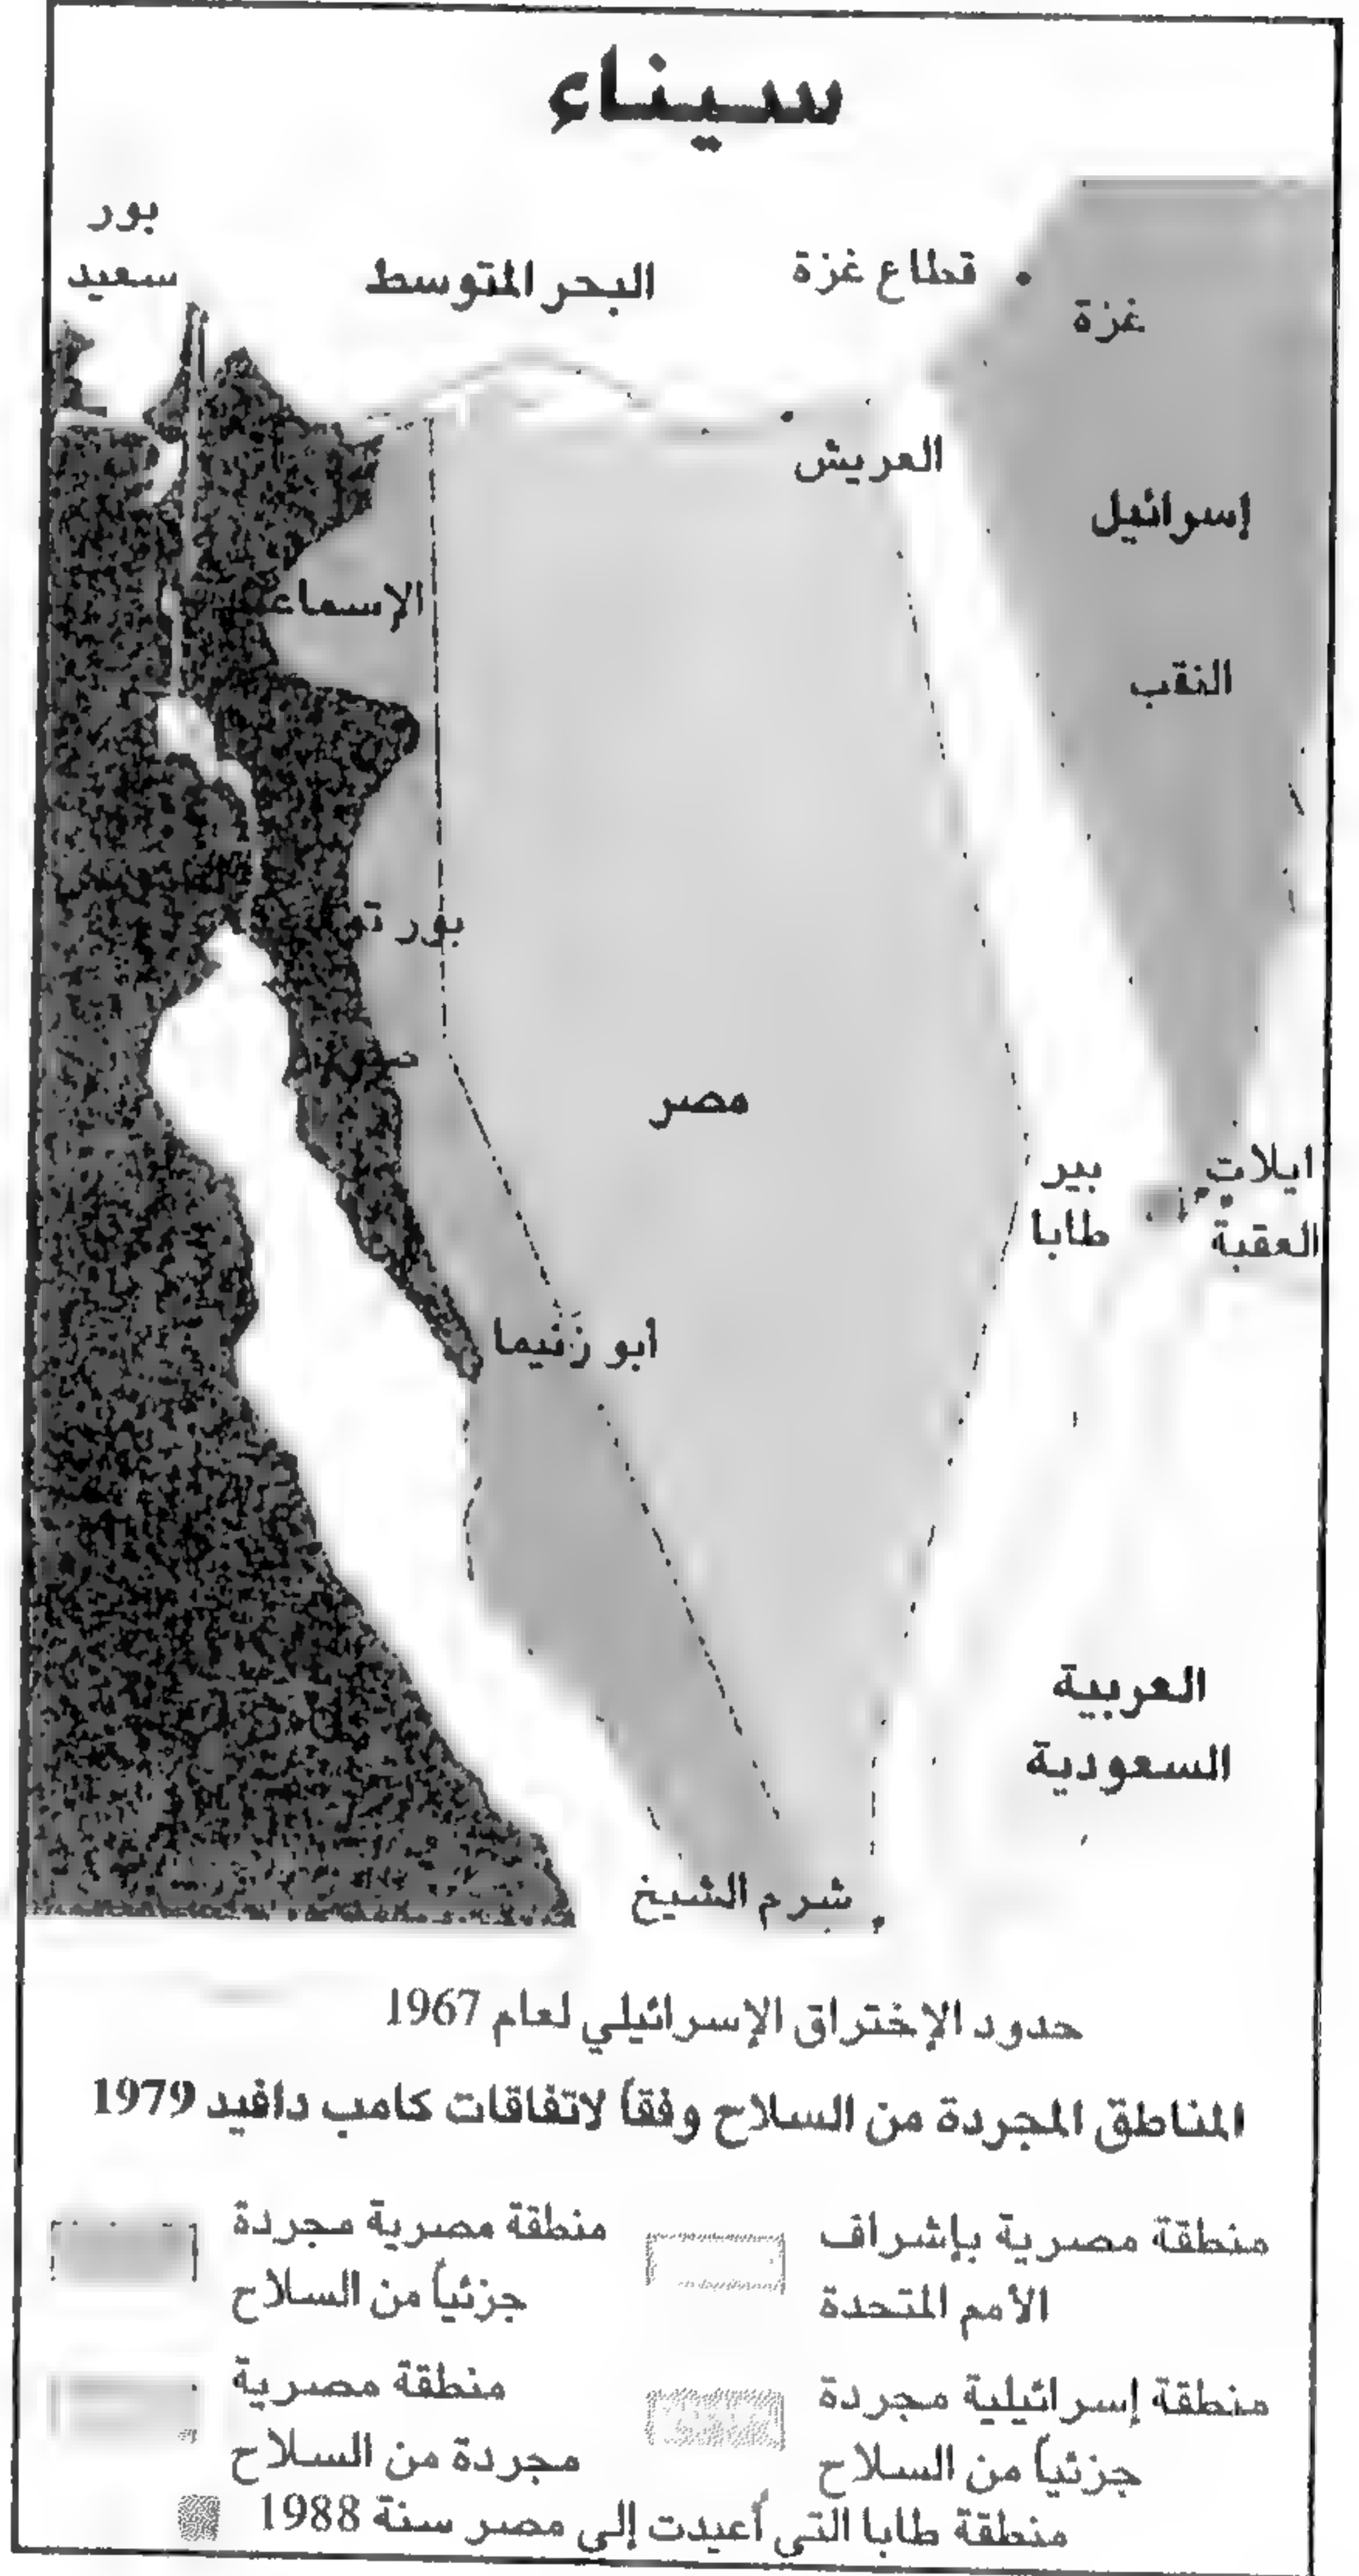 سيناء
بور
سعيد
البحر المتوسط
قطاع غزة
غزة
العريش
إسرائيل
النقب
مصر
بير
طابا
ايلات
العقبة
ابو زنيما
العربية
السعودية
شرم الشيخ
حدود الإختراق الإسرائيلي لعام 1967
المناطق المجردة من السلاح وفقاً لاتفاقات كامب دافيد 1979
منطقة مصرية بإشراف
الأمم المتحدة
منطقة مصرية مجردة
جزئياً من السلاح
منطقة إسرائيلية مجردة
جزئياً من السلاح
منطقة مصرية
مجردة من السلاح
منطقة طابا التي أعيدت إلى مصر سنة 1988